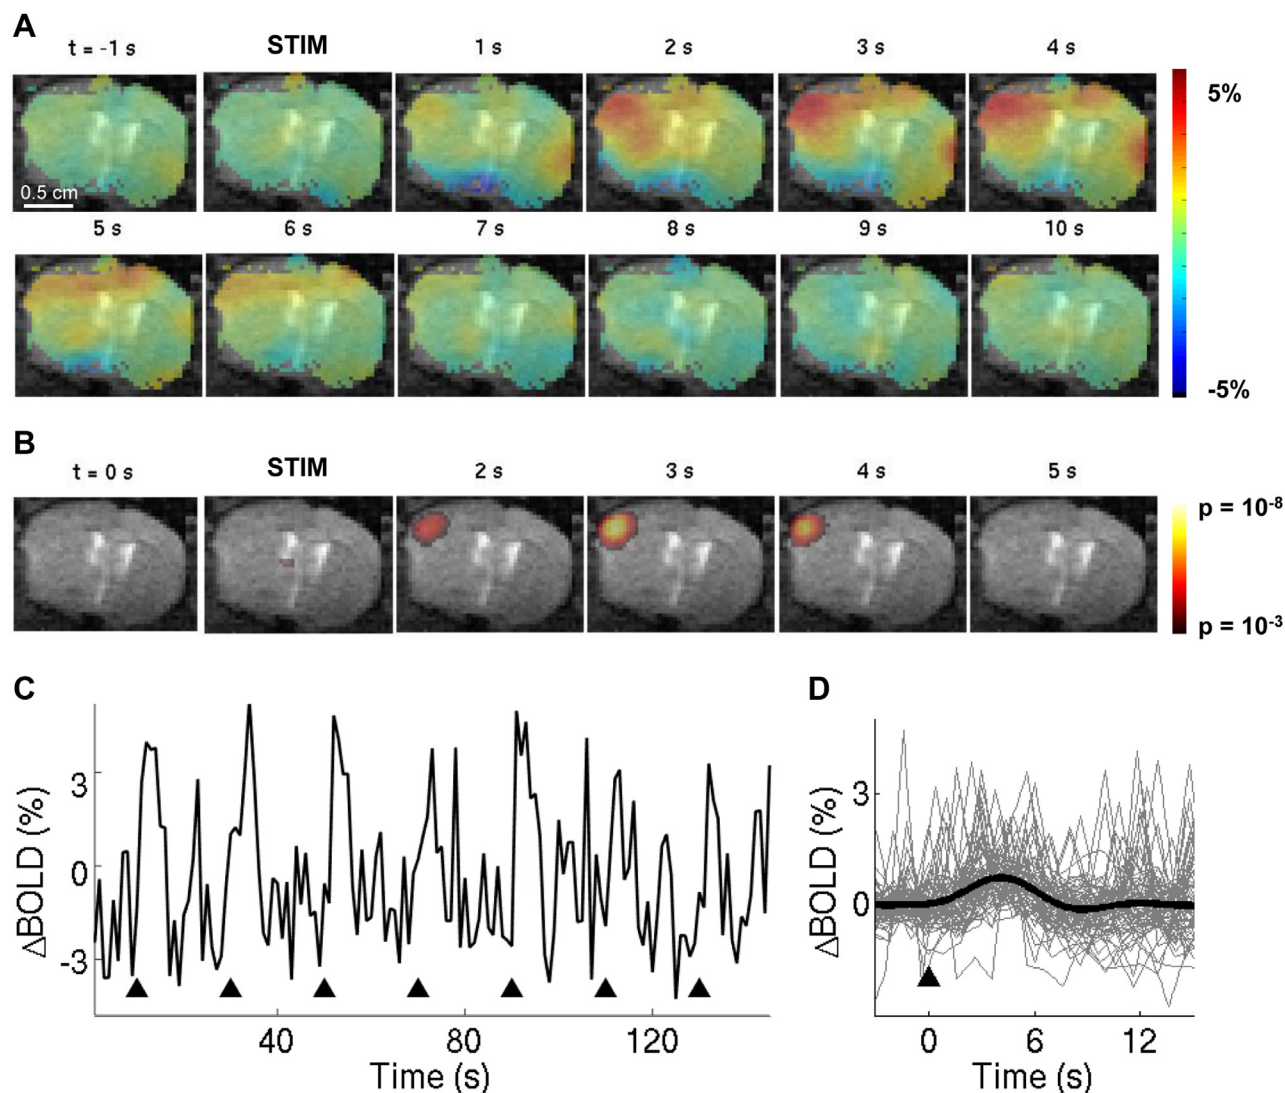 A
t = -1 s STIM 1 s 2 s 3 s 4 s
5%
0.5 cm
5 s 6 s 7 s 8 s 9 s 10 s
-5%
B
t = 0 s STIM 2 s 3 s 4 s 5 s
p = 10-8
p = 10-3
C D
ΔBOLD (%)
3
0
-3
40 80 120
Time (s)
ΔBOLD (%)
3
0
0 6 12
Time (s)